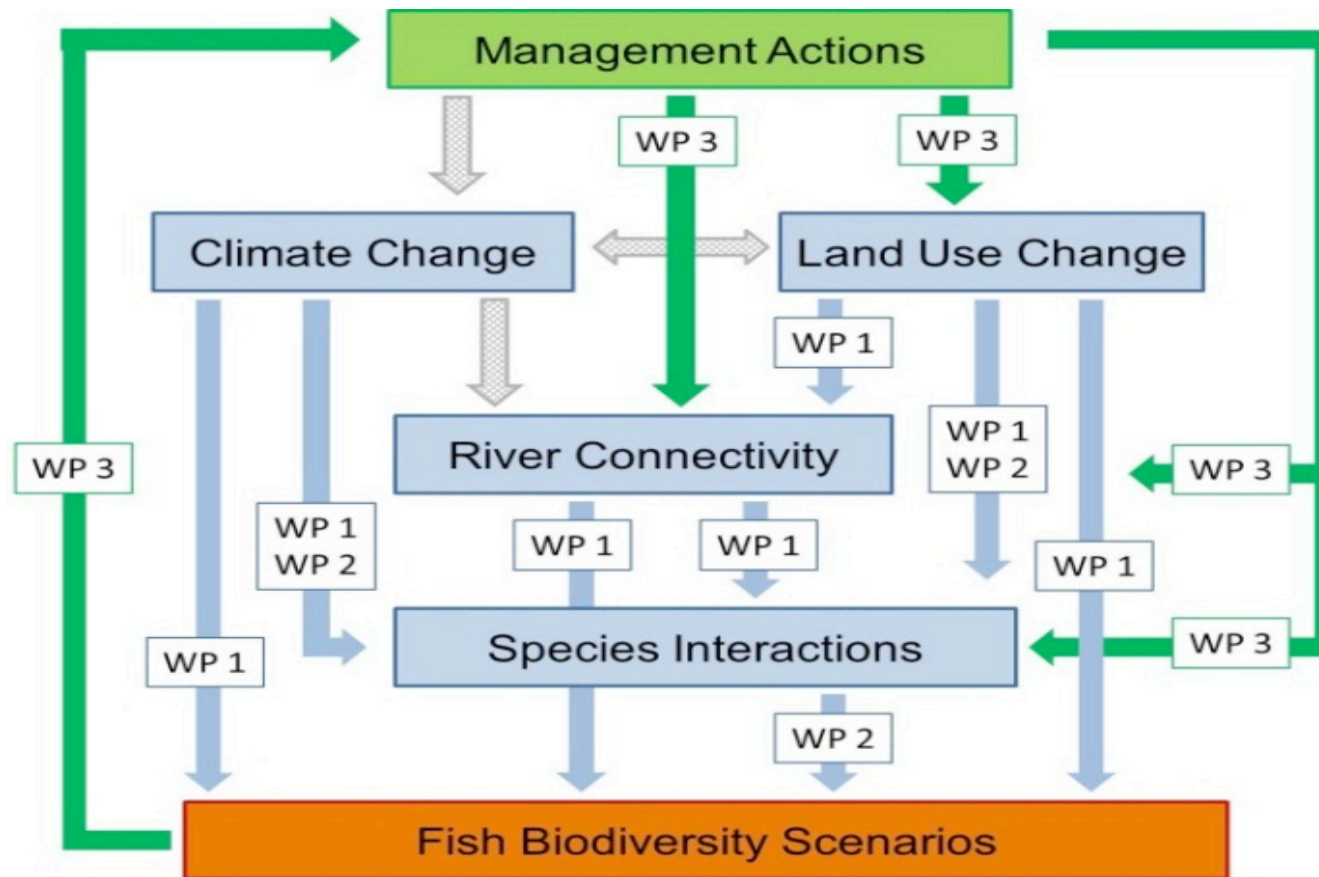 Management Actions
WP 3
WP 3
Climate Change
Land Use Change
WP 1
River Connectivity
WP 1
WP 2
WP 3
WP 3
WP 1
WP 2
WP 1
WP 1
WP 1
Species Interactions
WP 3
WP 1
WP 2
Fish Biodiversity Scenarios